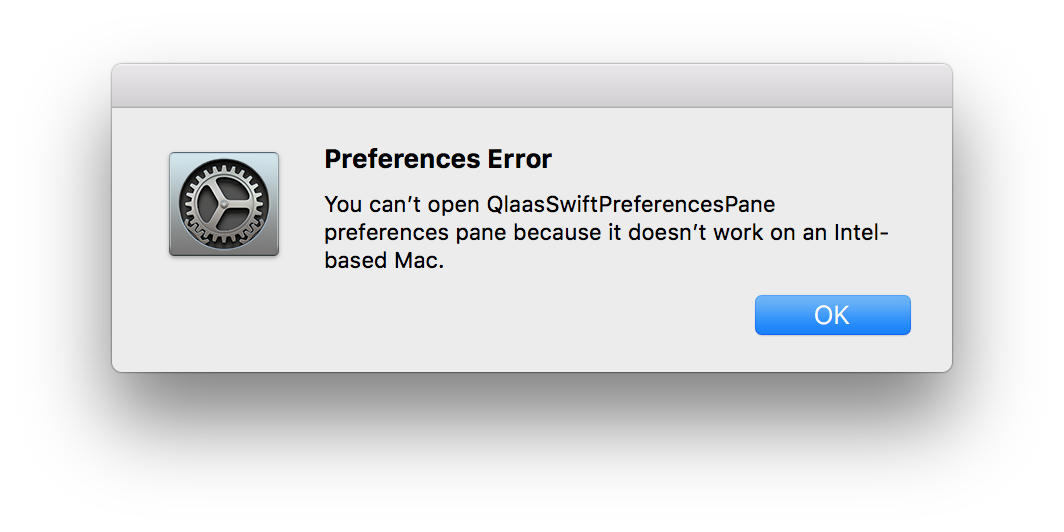 Preferences Error
You can’t open QlaasSwiftPreferencesPane
preferences pane because it doesn’t work on an Intel-
based Mac.
OK